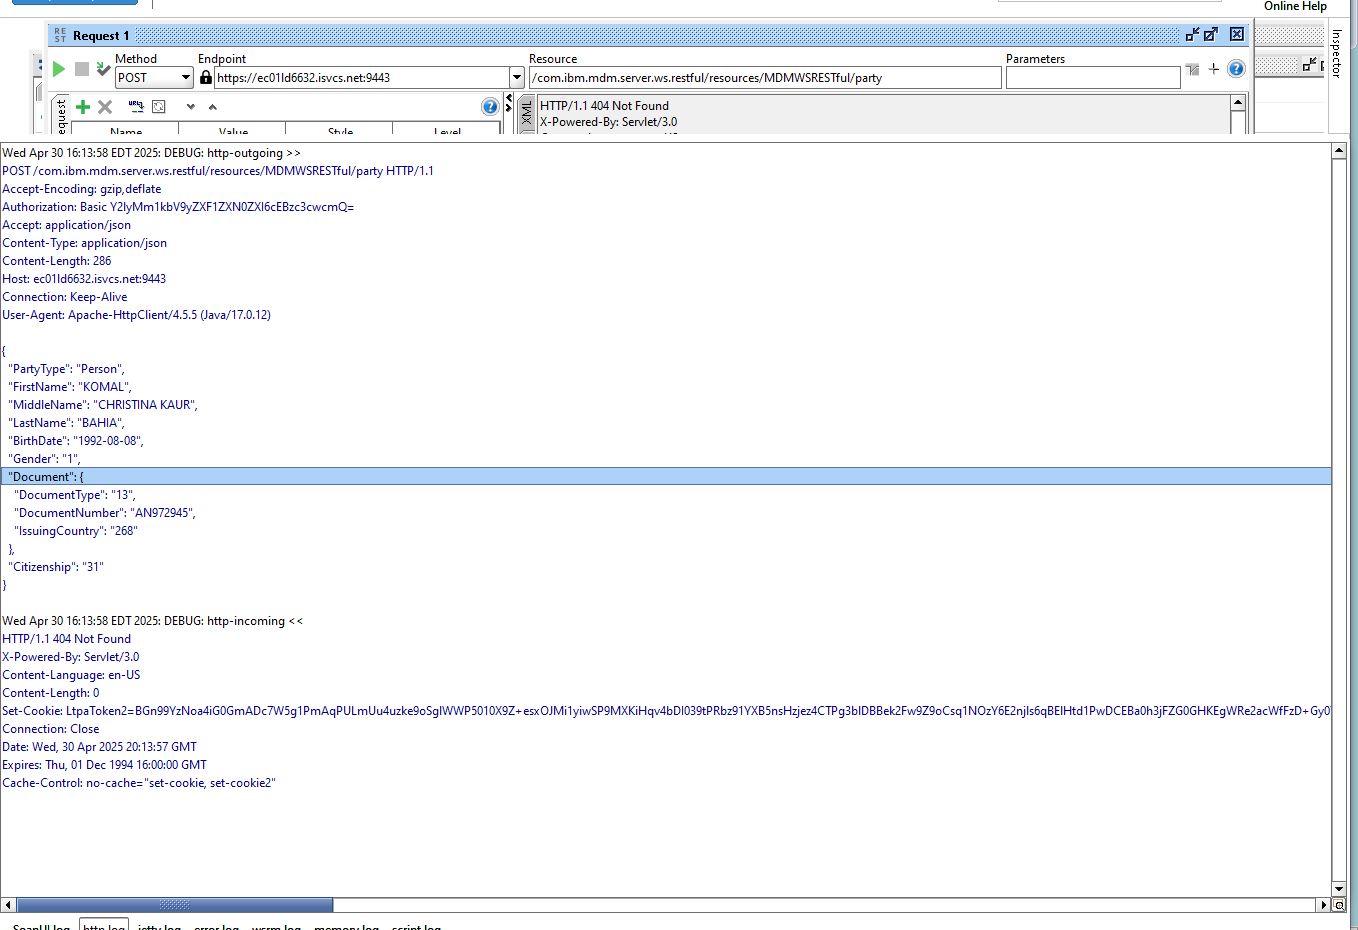 Online Help
RE
ST
Request 1
Inspector
Method
Endpoint
Resource
Parameters
POST
https://ec01ld6632.isvcs.net:9443
/com.ibm.mdm.server.ws.restful/resources/MDMWSRESTful/party
XML
HTTP/1.1 404 Not Found
X-Powered-By: Servlet/3.0
Name Value Style Level
Wed Apr 30 16:13:58 EDT 2025: DEBUG: http-outgoing >>
POST /com.ibm.mdm.server.ws.restful/resources/MDMWSRESTful/party HTTP/1.1
Accept-Encoding: gzip,deflate
Authorization: Basic
Accept: application/json
Content-Type: application/json
Content-Length: 286
Host: ec01ld6632.isvcs.net:9443
Connection: Keep-Alive
User-Agent: Apache-HttpClient/4.5.5 (Java/17.0.12)
{
"PartyType": "Person",
"FirstName": "KOMAL",
"MiddleName": "CHRISTINA KAUR",
"LastName": "BAHIA",
"BirthDate": "1992-08-08",
"Gender": "1",
"Document": {
"DocumentType": "13",
"DocumentNumber": "AN972945",
"IssuingCountry": "268"
},
"Citizenship": "31"
}
Wed Apr 30 16:13:58 EDT 2025: DEBUG: http-incoming <<
HTTP/1.1 404 Not Found
X-Powered-By: Servlet/3.0
Content-Language: en-US
Content-Length: 0
Set-Cookie:
Connection: Close
Date: Wed, 30 Apr 2025 20:13:57 GMT
Expires: Thu, 01 Dec 1994 16:00:00 GMT
Cache-Control: no-cache="set-cookie, set-cookie2"
SoapUI log http log jetty log error log wsrm log memory log script log